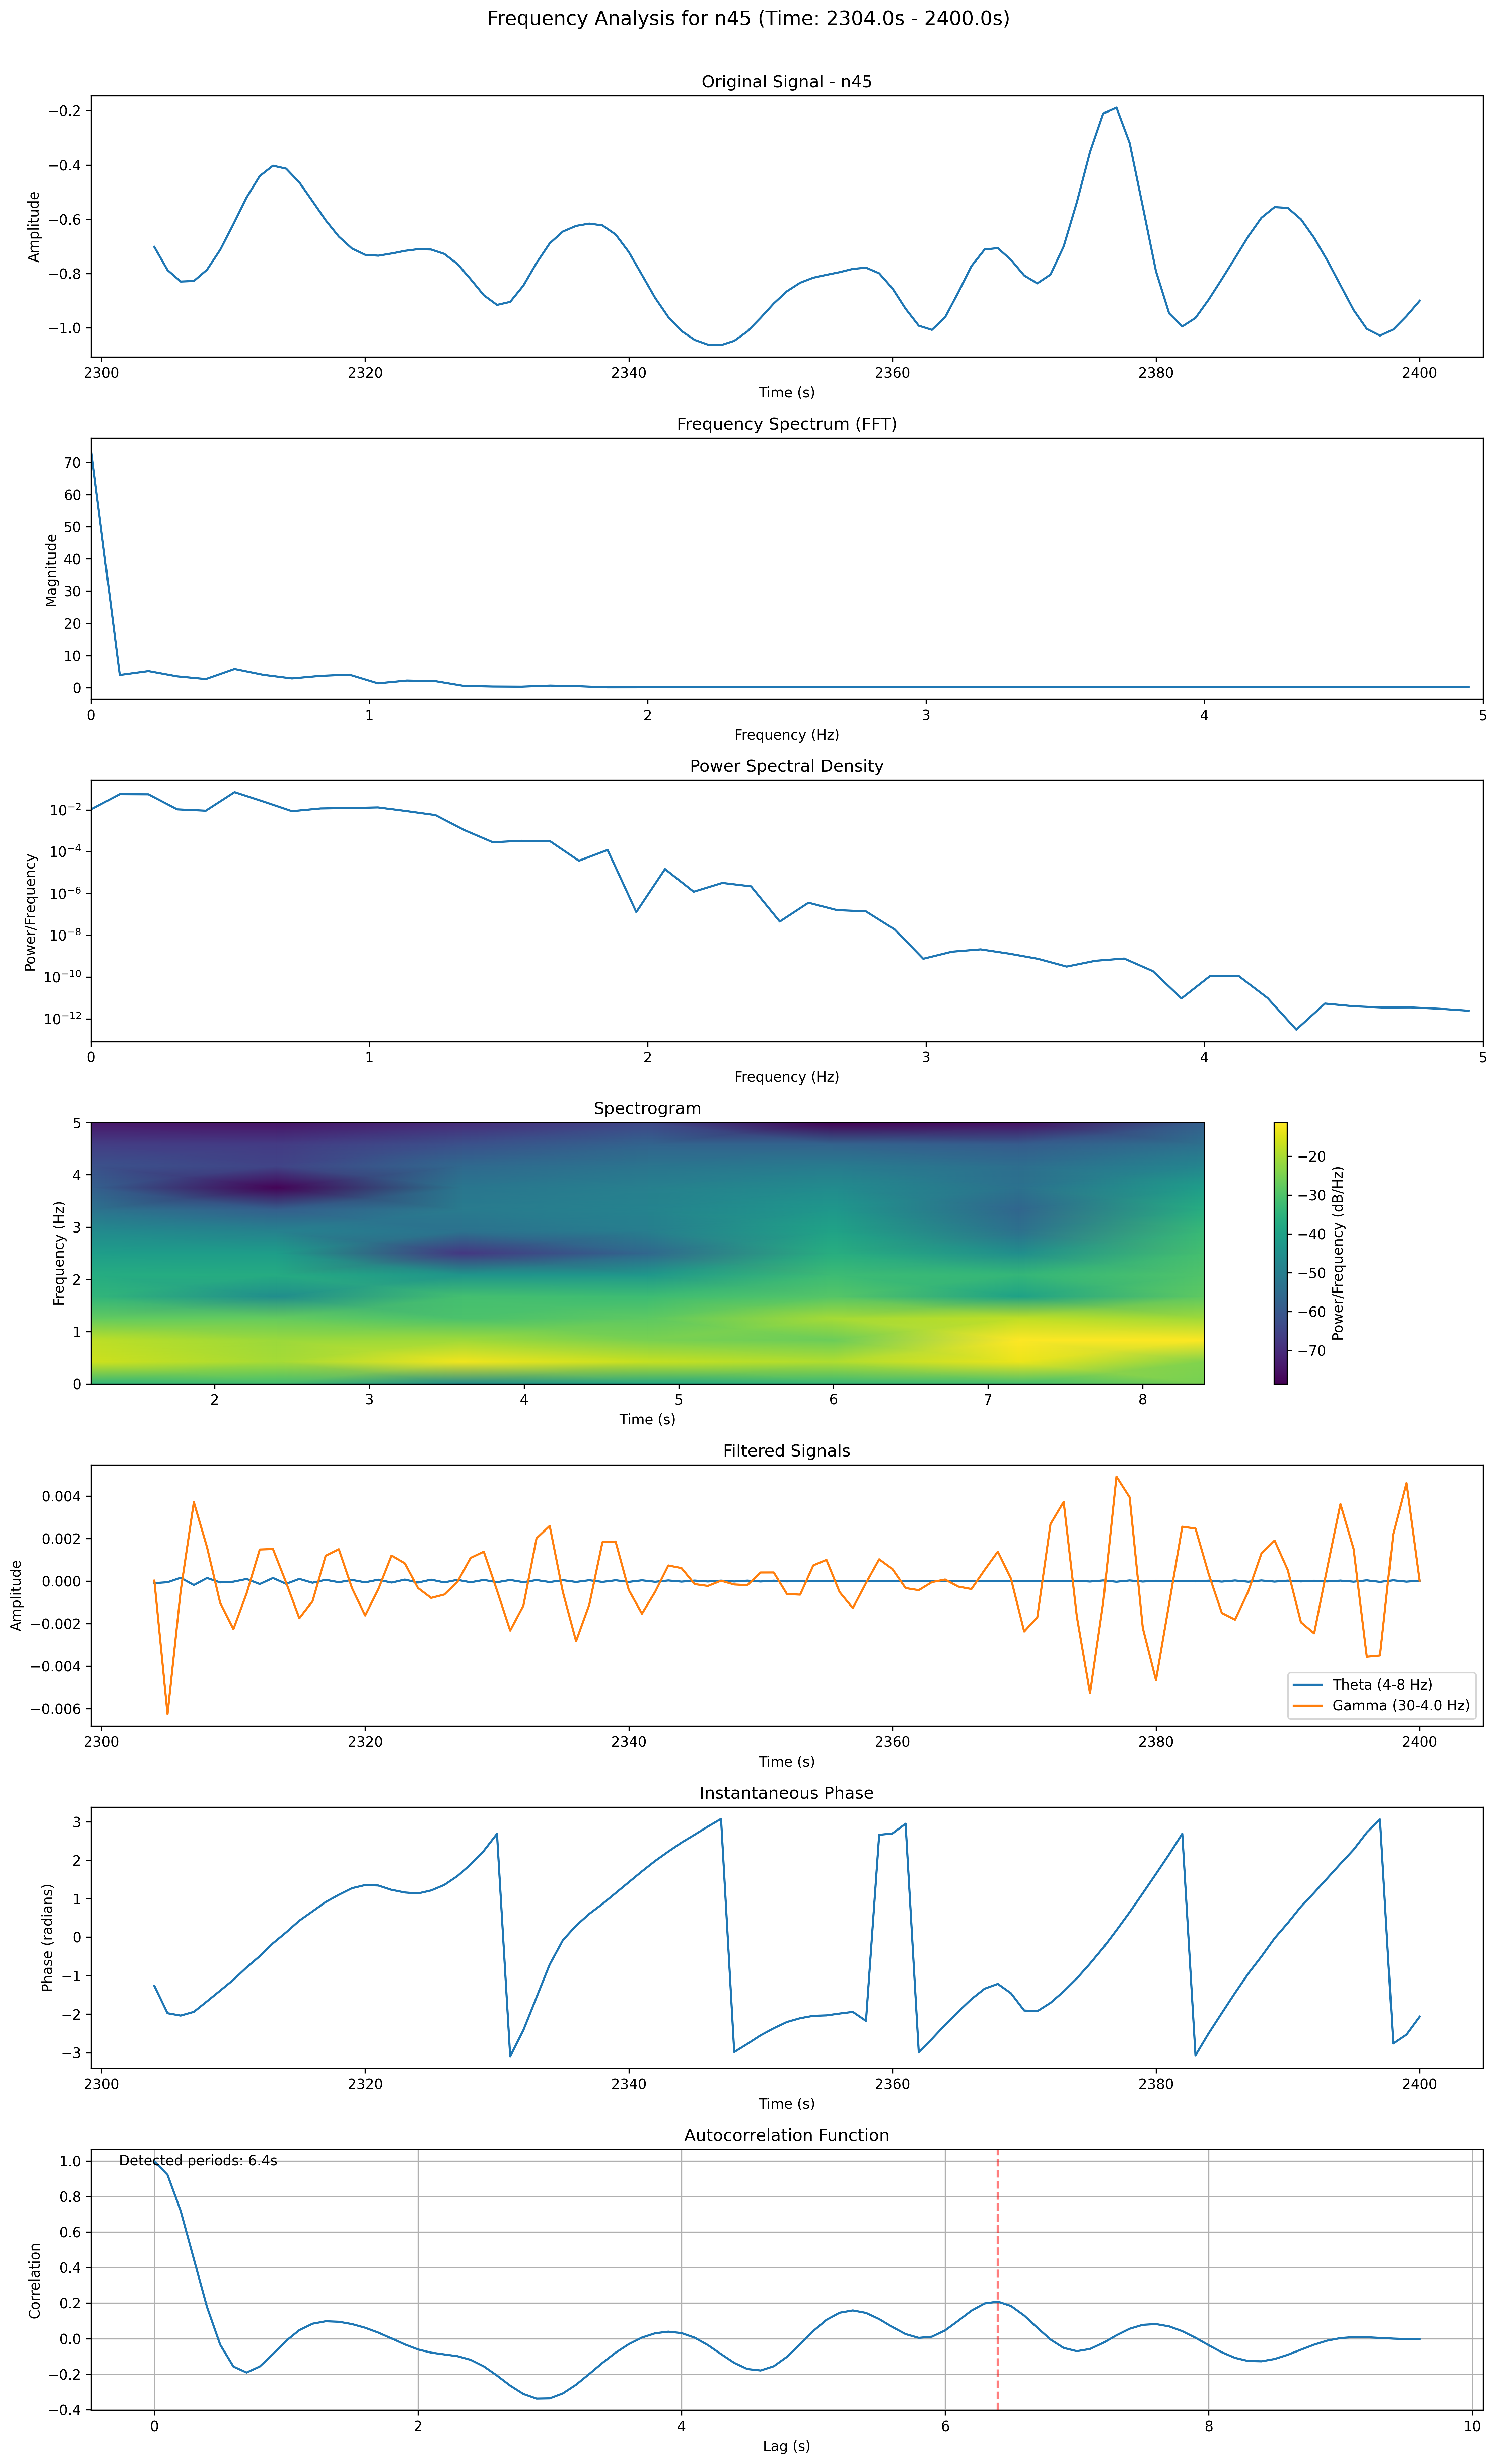 Frequency Analysis for n45 (Time: 2304.0s - 2400.0s)
Original Signal - n45
Amplitude
−0.2
−0.4
−0.6
−0.8
−1.0
2300 2320 2340 2360 2380 2400
Time (s)
Frequency Spectrum (FFT)
Magnitude
70
60
50
40
30
20
10
0
0 1 2 3 4 5
Frequency (Hz)
Power Spectral Density
Power/Frequency
10⁻²
10⁻⁴
10⁻⁶
10⁻⁸
10⁻¹⁰
10⁻¹²
0 1 2 3 4 5
Frequency (Hz)
Spectrogram
Frequency (Hz)
5
4
3
2
1
0
2 3 4 5 6 7 8
Time (s)
−20
−30
−40
−50
−60
−70
Power/Frequency (dB/Hz)
Filtered Signals
Amplitude
0.004
0.002
0.000
−0.002
−0.004
−0.006
Theta (4-8 Hz)
Gamma (30-4.0 Hz)
2300 2320 2340 2360 2380 2400
Time (s)
Instantaneous Phase
Phase (radians)
3
2
1
0
−1
−2
−3
2300 2320 2340 2360 2380 2400
Time (s)
Autocorrelation Function
Detected periods: 6.4s
Correlation
1.0
0.8
0.6
0.4
0.2
0.0
−0.2
−0.4
0 2 4 6 8 10
Lag (s)